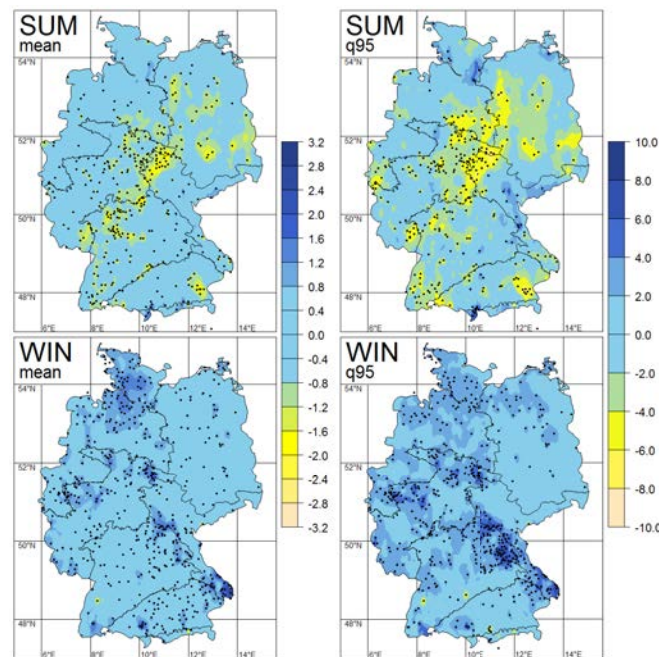 SUM
mean
54°N
52°N
50°N
48°N
6°E 8°E 10°E 12°E 14°E
3.2
2.8
2.4
2.0
1.6
1.2
0.8
0.4
0.0
-0.4
-0.8
-1.2
-1.6
-2.0
-2.4
-2.8
-3.2
SUM
q95
54°N
52°N
50°N
48°N
6°E 8°E 10°E 12°E 14°E
10.0
8.0
6.0
4.0
2.0
0.0
-2.0
-4.0
-6.0
-8.0
-10.0
WIN
mean
54°N
52°N
50°N
48°N
6°E 8°E 10°E 12°E 14°E
WIN
q95
54°N
52°N
50°N
48°N
6°E 8°E 10°E 12°E 14°E